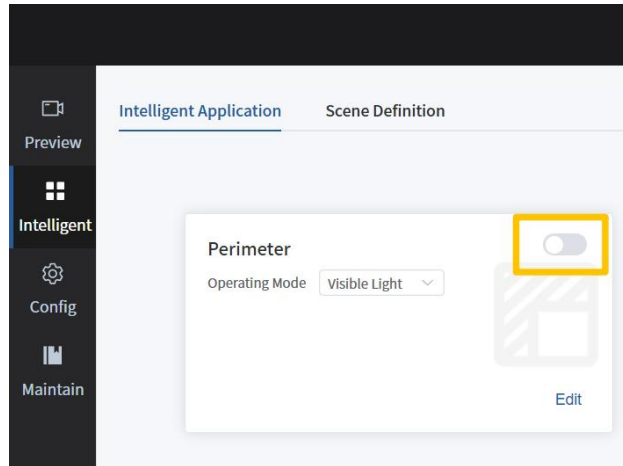 Preview
Intelligent
Config
Maintain
Intelligent Application Scene Definition
Perimeter
Operating Mode Visible Light
Edit